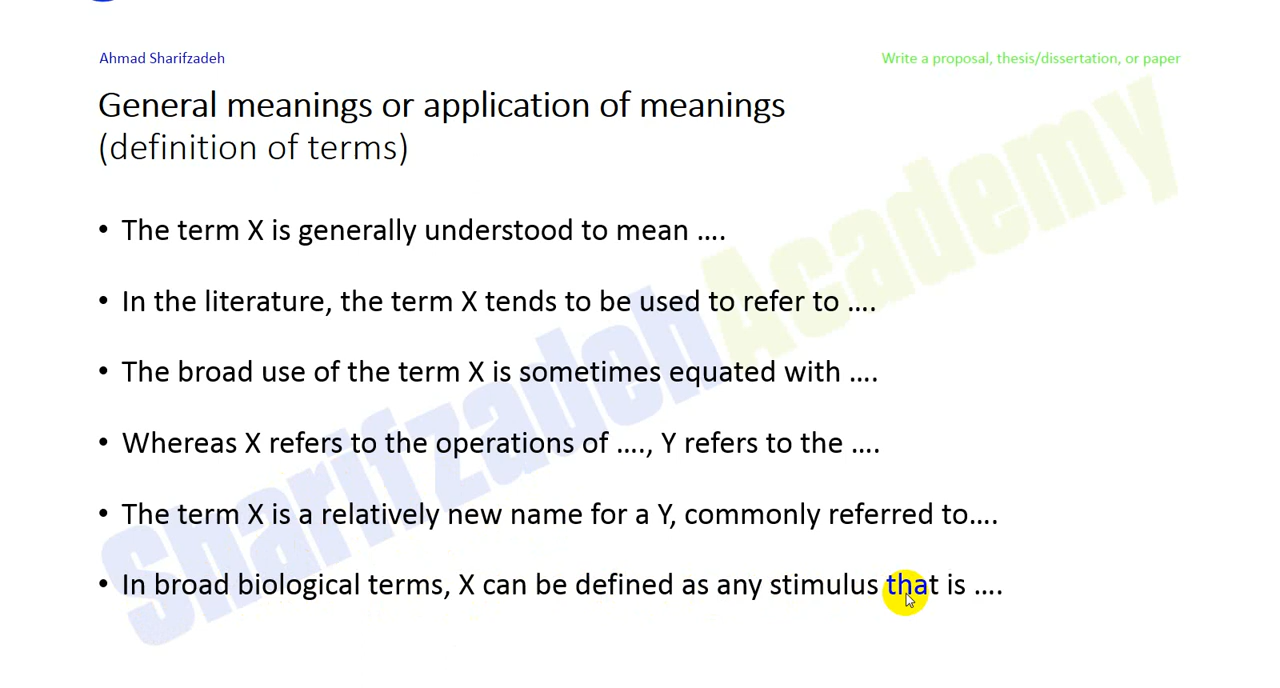 Ahmad Sharifzadeh
Write a proposal, thesis/dissertation, or paper
General meanings or application of meanings
(definition of terms)
• The term X is generally understood to mean ….
• In the literature, the term X tends to be used to refer to ….
• The broad use of the term X is sometimes equated with ….
• Whereas X refers to the operations of …., Y refers to the ….
• The term X is a relatively new name for a Y, commonly referred to….
• In broad biological terms, X can be defined as any stimulus that is ….
SharifzadehAcademy